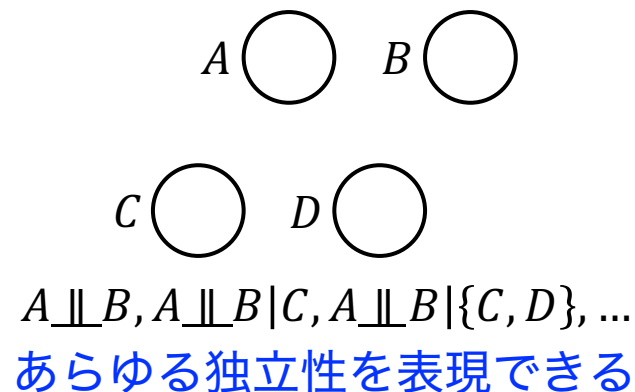 A B
C D
A ⫫ B, A ⫫ B|C, A ⫫ B|{C, D}, ...
あらゆる独立性を表現できる